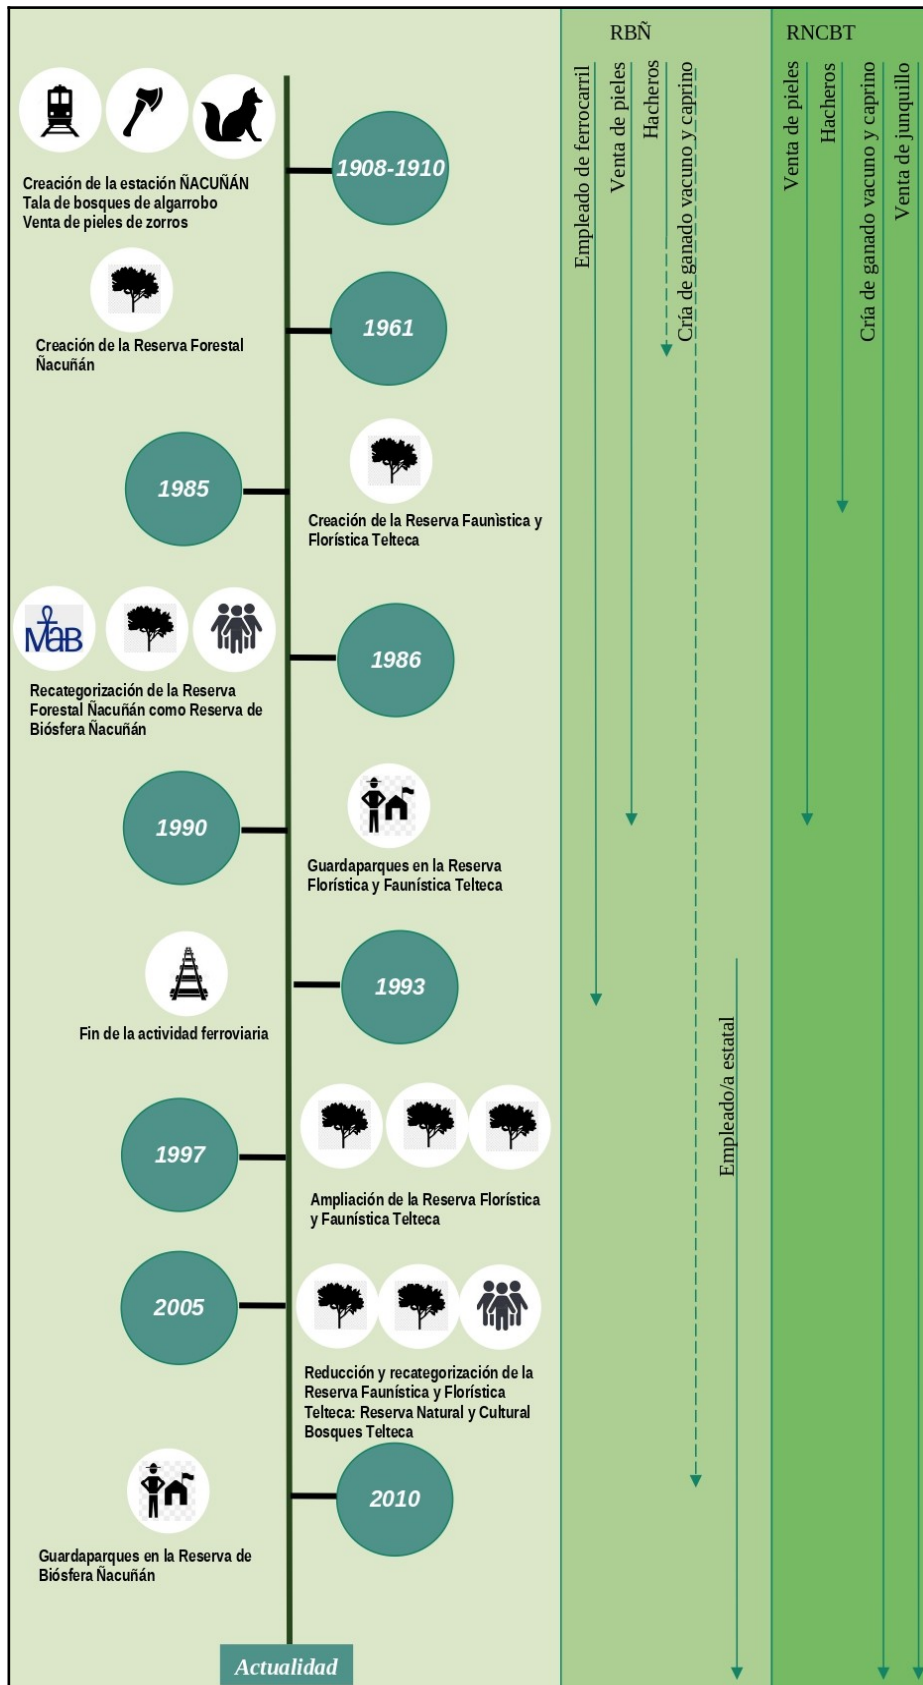 RBÑ
RNCBT
Empleado de ferrocarril
Venta de pieles
Hacheros
Cría de ganado vacuno y caprino
Empleado/a estatal
Venta de pieles
Hacheros
Cría de ganado vacuno y caprino
Venta de junquillo
1908-1910
Creación de la estación ÑACUÑÁN
Tala de bosques de algarrobo
Venta de pieles de zorros
1961
Creación de la Reserva Forestal
Ñacuñán
1985
Creación de la Reserva Faunìstica y
Florística Telteca
MaB
1986
Recategorización de la Reserva
Forestal Ñacuñán como Reserva de
Biósfera Ñacuñán
1990
Guardaparques en la Reserva
Florística y Faunística Telteca
1993
Fin de la actividad ferroviaria
1997
Ampliación de la Reserva Florística
y Faunística Telteca
2005
Reducción y recategorización de la
Reserva Faunística y Florística
Telteca: Reserva Natural y Cultural
Bosques Telteca
2010
Guardaparques en la Reserva de
Biósfera Ñacuñán
Actualidad